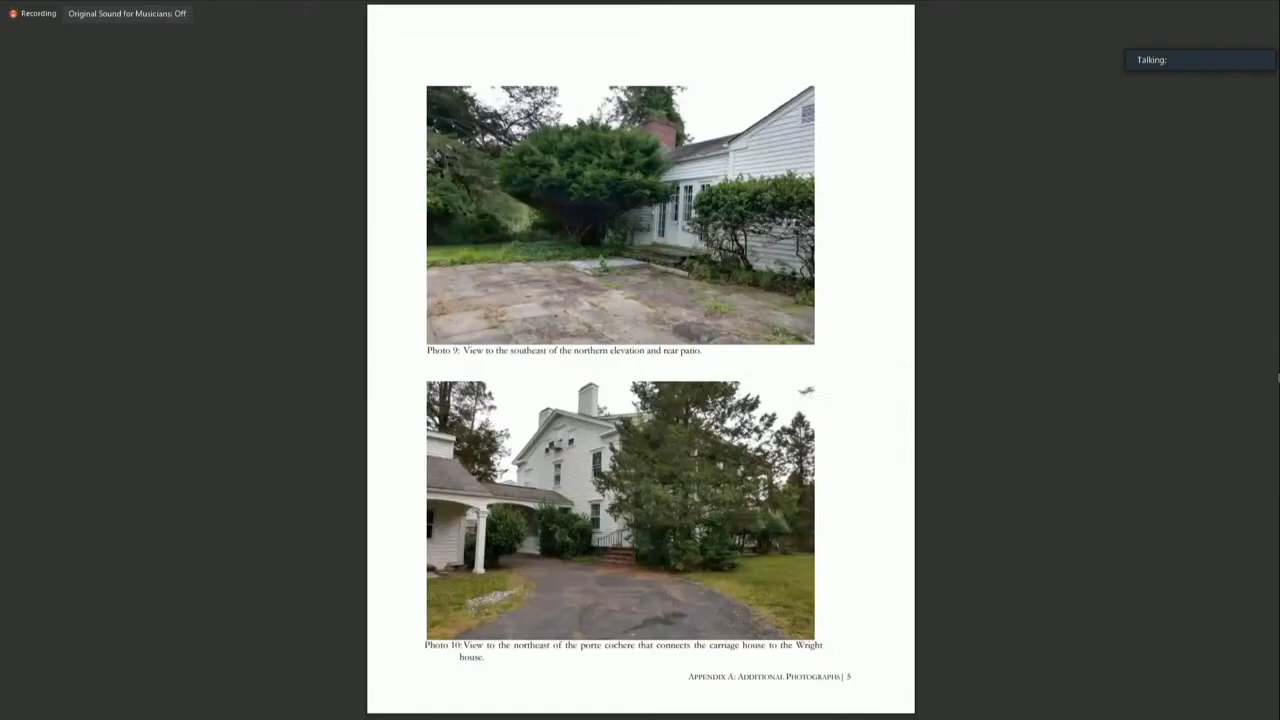 Recording
Original Sound for Musicians: Off
Talking:
Photo 9: View to the southeast of the northern elevation and rear patio.
Photo 10: View to the northeast of the porte cochere that connects the carriage house to the Wright
house.
APPENDIX A: ADDITIONAL PHOTOGRAPHS| 5